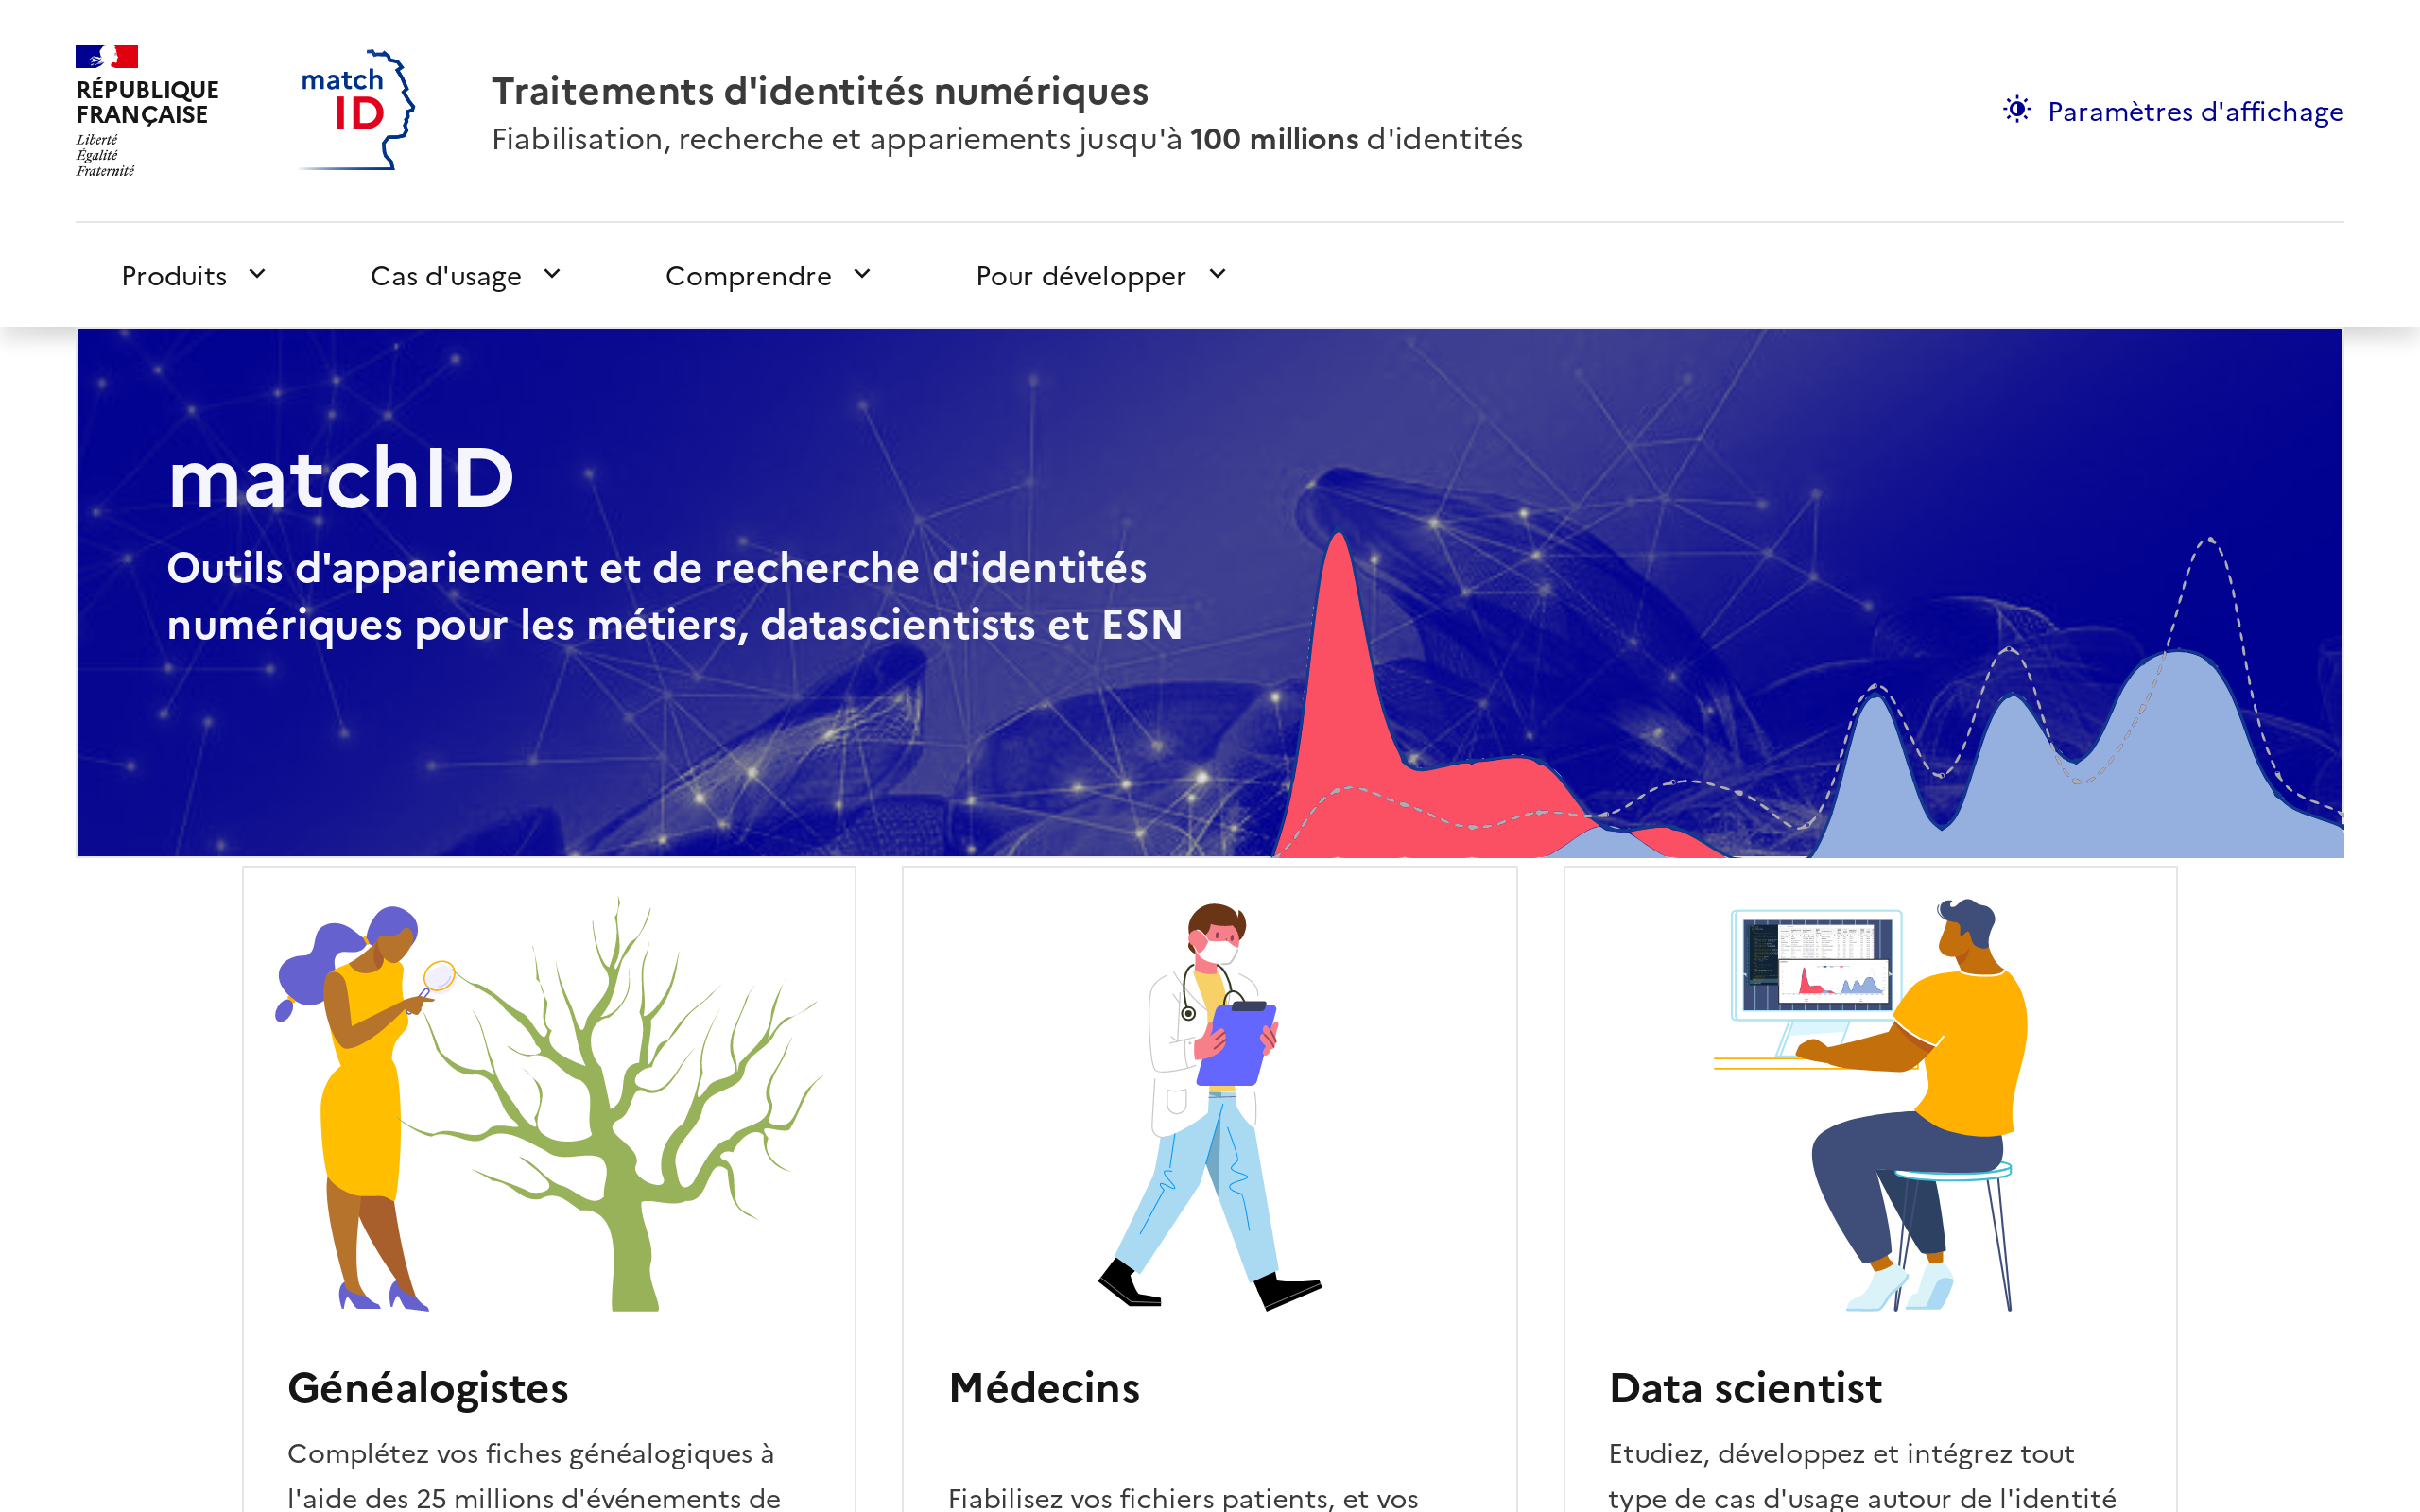 RÉPUBLIQUE
FRANÇAISE
Liberté
Égalité
Fraternité
match
ID
Traitements d'identités numériques
Fiabilisation, recherche et appariements jusqu'à 100 millions d'identités
Paramètres d'affichage
Produits
Cas d'usage
Comprendre
Pour développer
matchID
Outils d'appariement et de recherche d'identités
numériques pour les métiers, datascientists et ESN
Généalogistes
Complétez vos fiches généalogiques à
l'aide des 25 millions d'événements de
Médecins
Fiabilisez vos fichiers patients, et vos
Data scientist
Etudiez, développez et intégrez tout
type de cas d'usage autour de l'identité